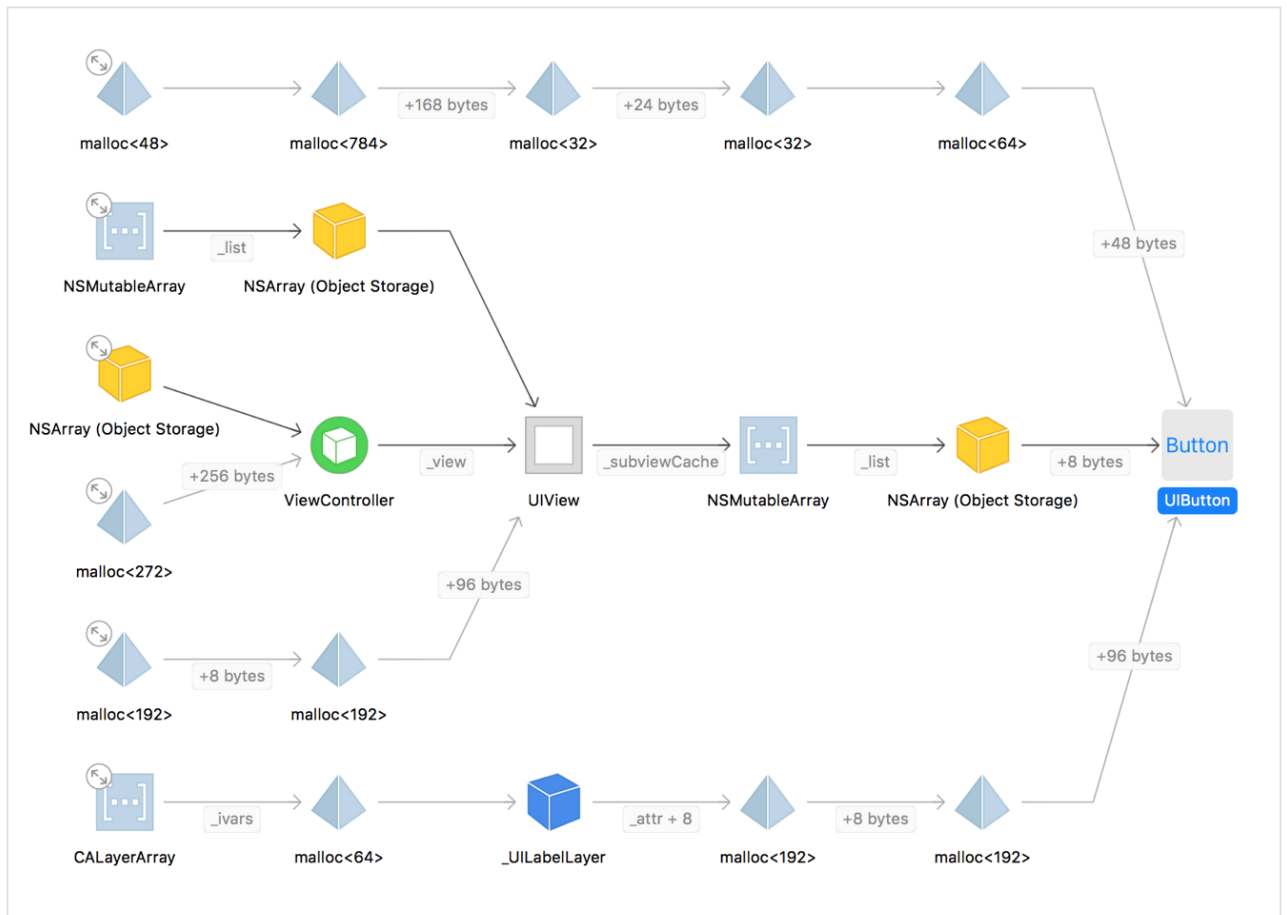 +168 bytes
+24 bytes
malloc<48>
malloc<784>
malloc<32>
malloc<32>
malloc<64>
_list
+48 bytes
NSMutableArray
NSArray (Object Storage)
NSArray (Object Storage)
+256 bytes
_view
_subviewCache
_list
+8 bytes
Button
ViewController
UIView
NSMutableArray
NSArray (Object Storage)
UIButton
malloc<272>
+96 bytes
+8 bytes
+96 bytes
malloc<192>
malloc<192>
_ivars
_attr + 8
+8 bytes
CALayerArray
malloc<64>
_UILabelLayer
malloc<192>
malloc<192>